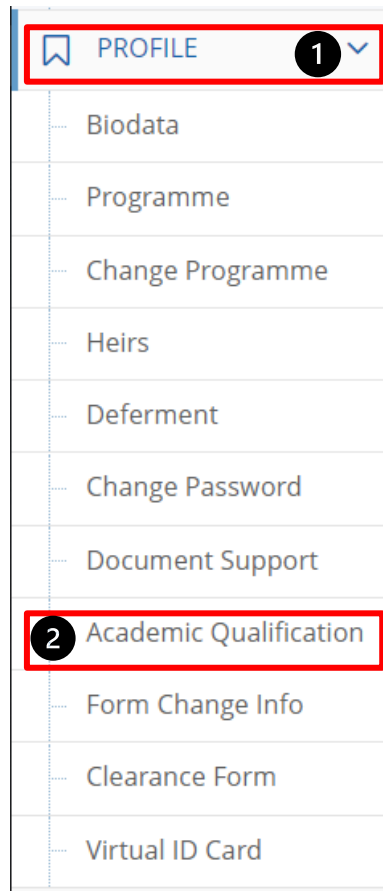 PROFILE 1
Biodata
Programme
Change Programme
Heirs
Deferment
Change Password
Document Support
2 Academic Qualification
Form Change Info
Clearance Form
Virtual ID Card